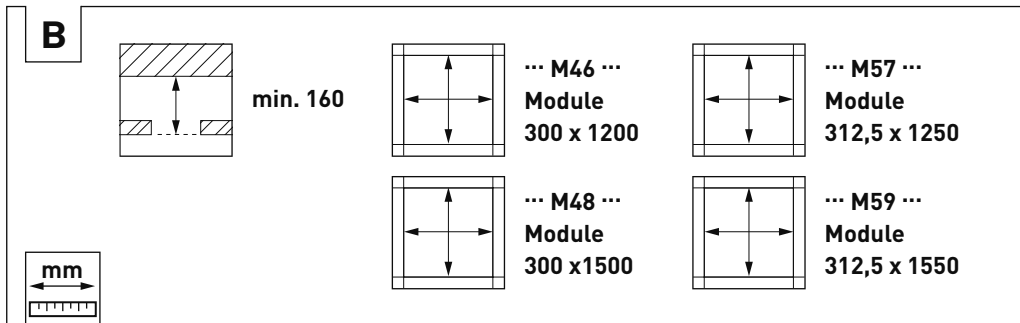 B
min. 160
··· M46 ···
Module
300 x 1200
··· M57 ···
Module
312,5 x 1250
··· M48 ···
Module
300 x1500
··· M59 ···
Module
312,5 x 1550
mm